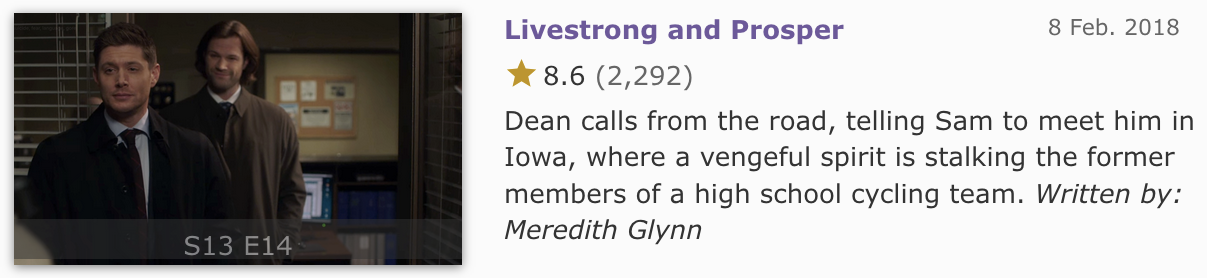 Livestrong and Prosper
8 Feb. 2018
8.6 (2,292)
Dean calls from the road, telling Sam to meet him in
Iowa, where a vengeful spirit is stalking the former
members of a high school cycling team. Written by:
Meredith Glynn
S13 E14